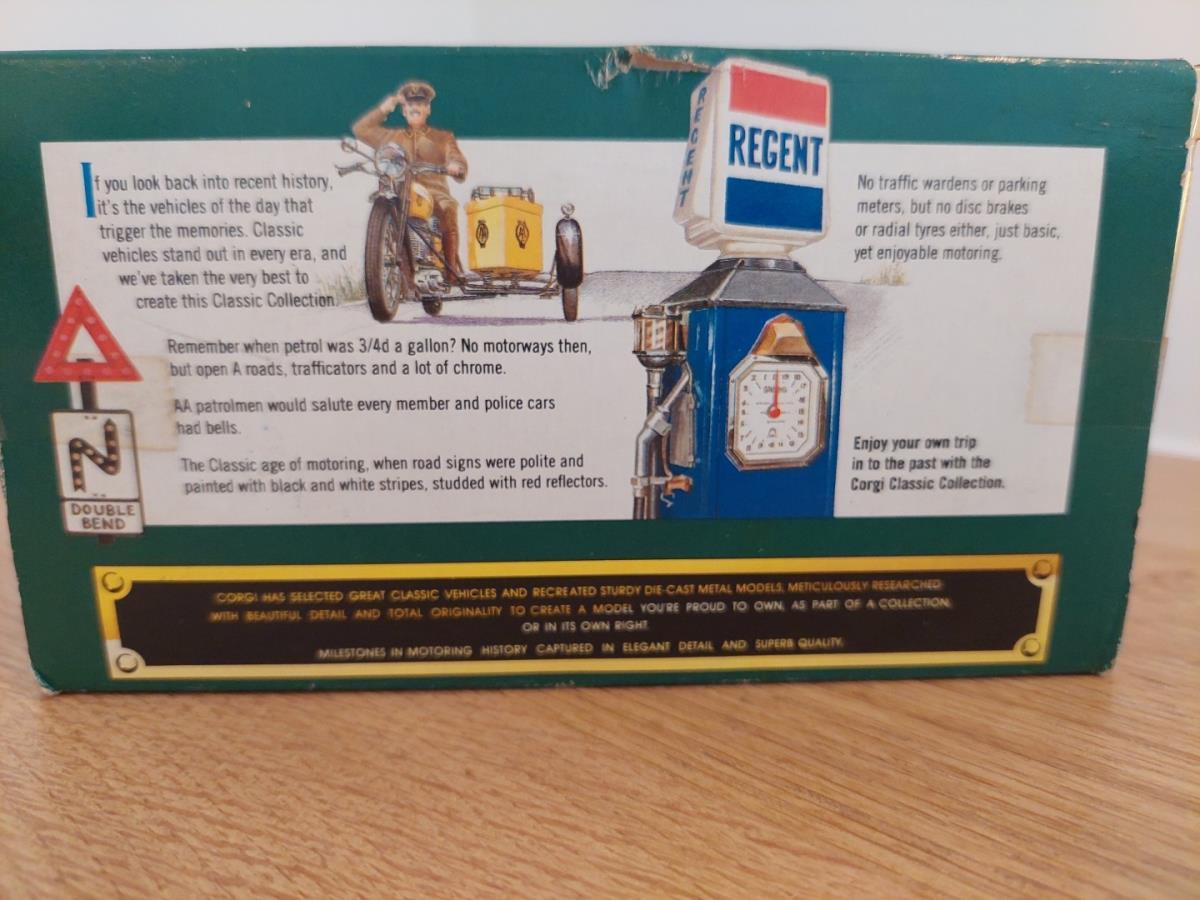 If you look back into recent history,
it's the vehicles of the day that
trigger the memories. Classic
vehicles stand out in every era, and
we've taken the very best to
create this Classic Collection.
Remember when petrol was 3/4d a gallon? No motorways then,
but open A roads, trafficators and a lot of chrome.
AA patrolmen would salute every member and police cars
had bells.
The Classic age of motoring, when road signs were polite and
painted with black and white stripes, studded with red reflectors.
DOUBLE
BEND
AA
AA
REGENT
REGENT
No traffic wardens or parking
meters, but no disc brakes
or radial tyres either, just basic,
yet enjoyable motoring.
Enjoy your own trip
in to the past with the
Corgi Classic Collection.
CORGI HAS SELECTED GREAT CLASSIC VEHICLES AND RECREATED STURDY DIE-CAST METAL MODELS, METICULOUSLY RESEARCHED
WITH BEAUTIFUL DETAIL AND TOTAL ORIGINALITY TO CREATE A MODEL YOU'RE PROUD TO OWN, AS PART OF A COLLECTION,
OR IN ITS OWN RIGHT.
MILESTONES IN MOTORING HISTORY CAPTURED IN ELEGANT DETAIL AND SUPERB QUALITY.